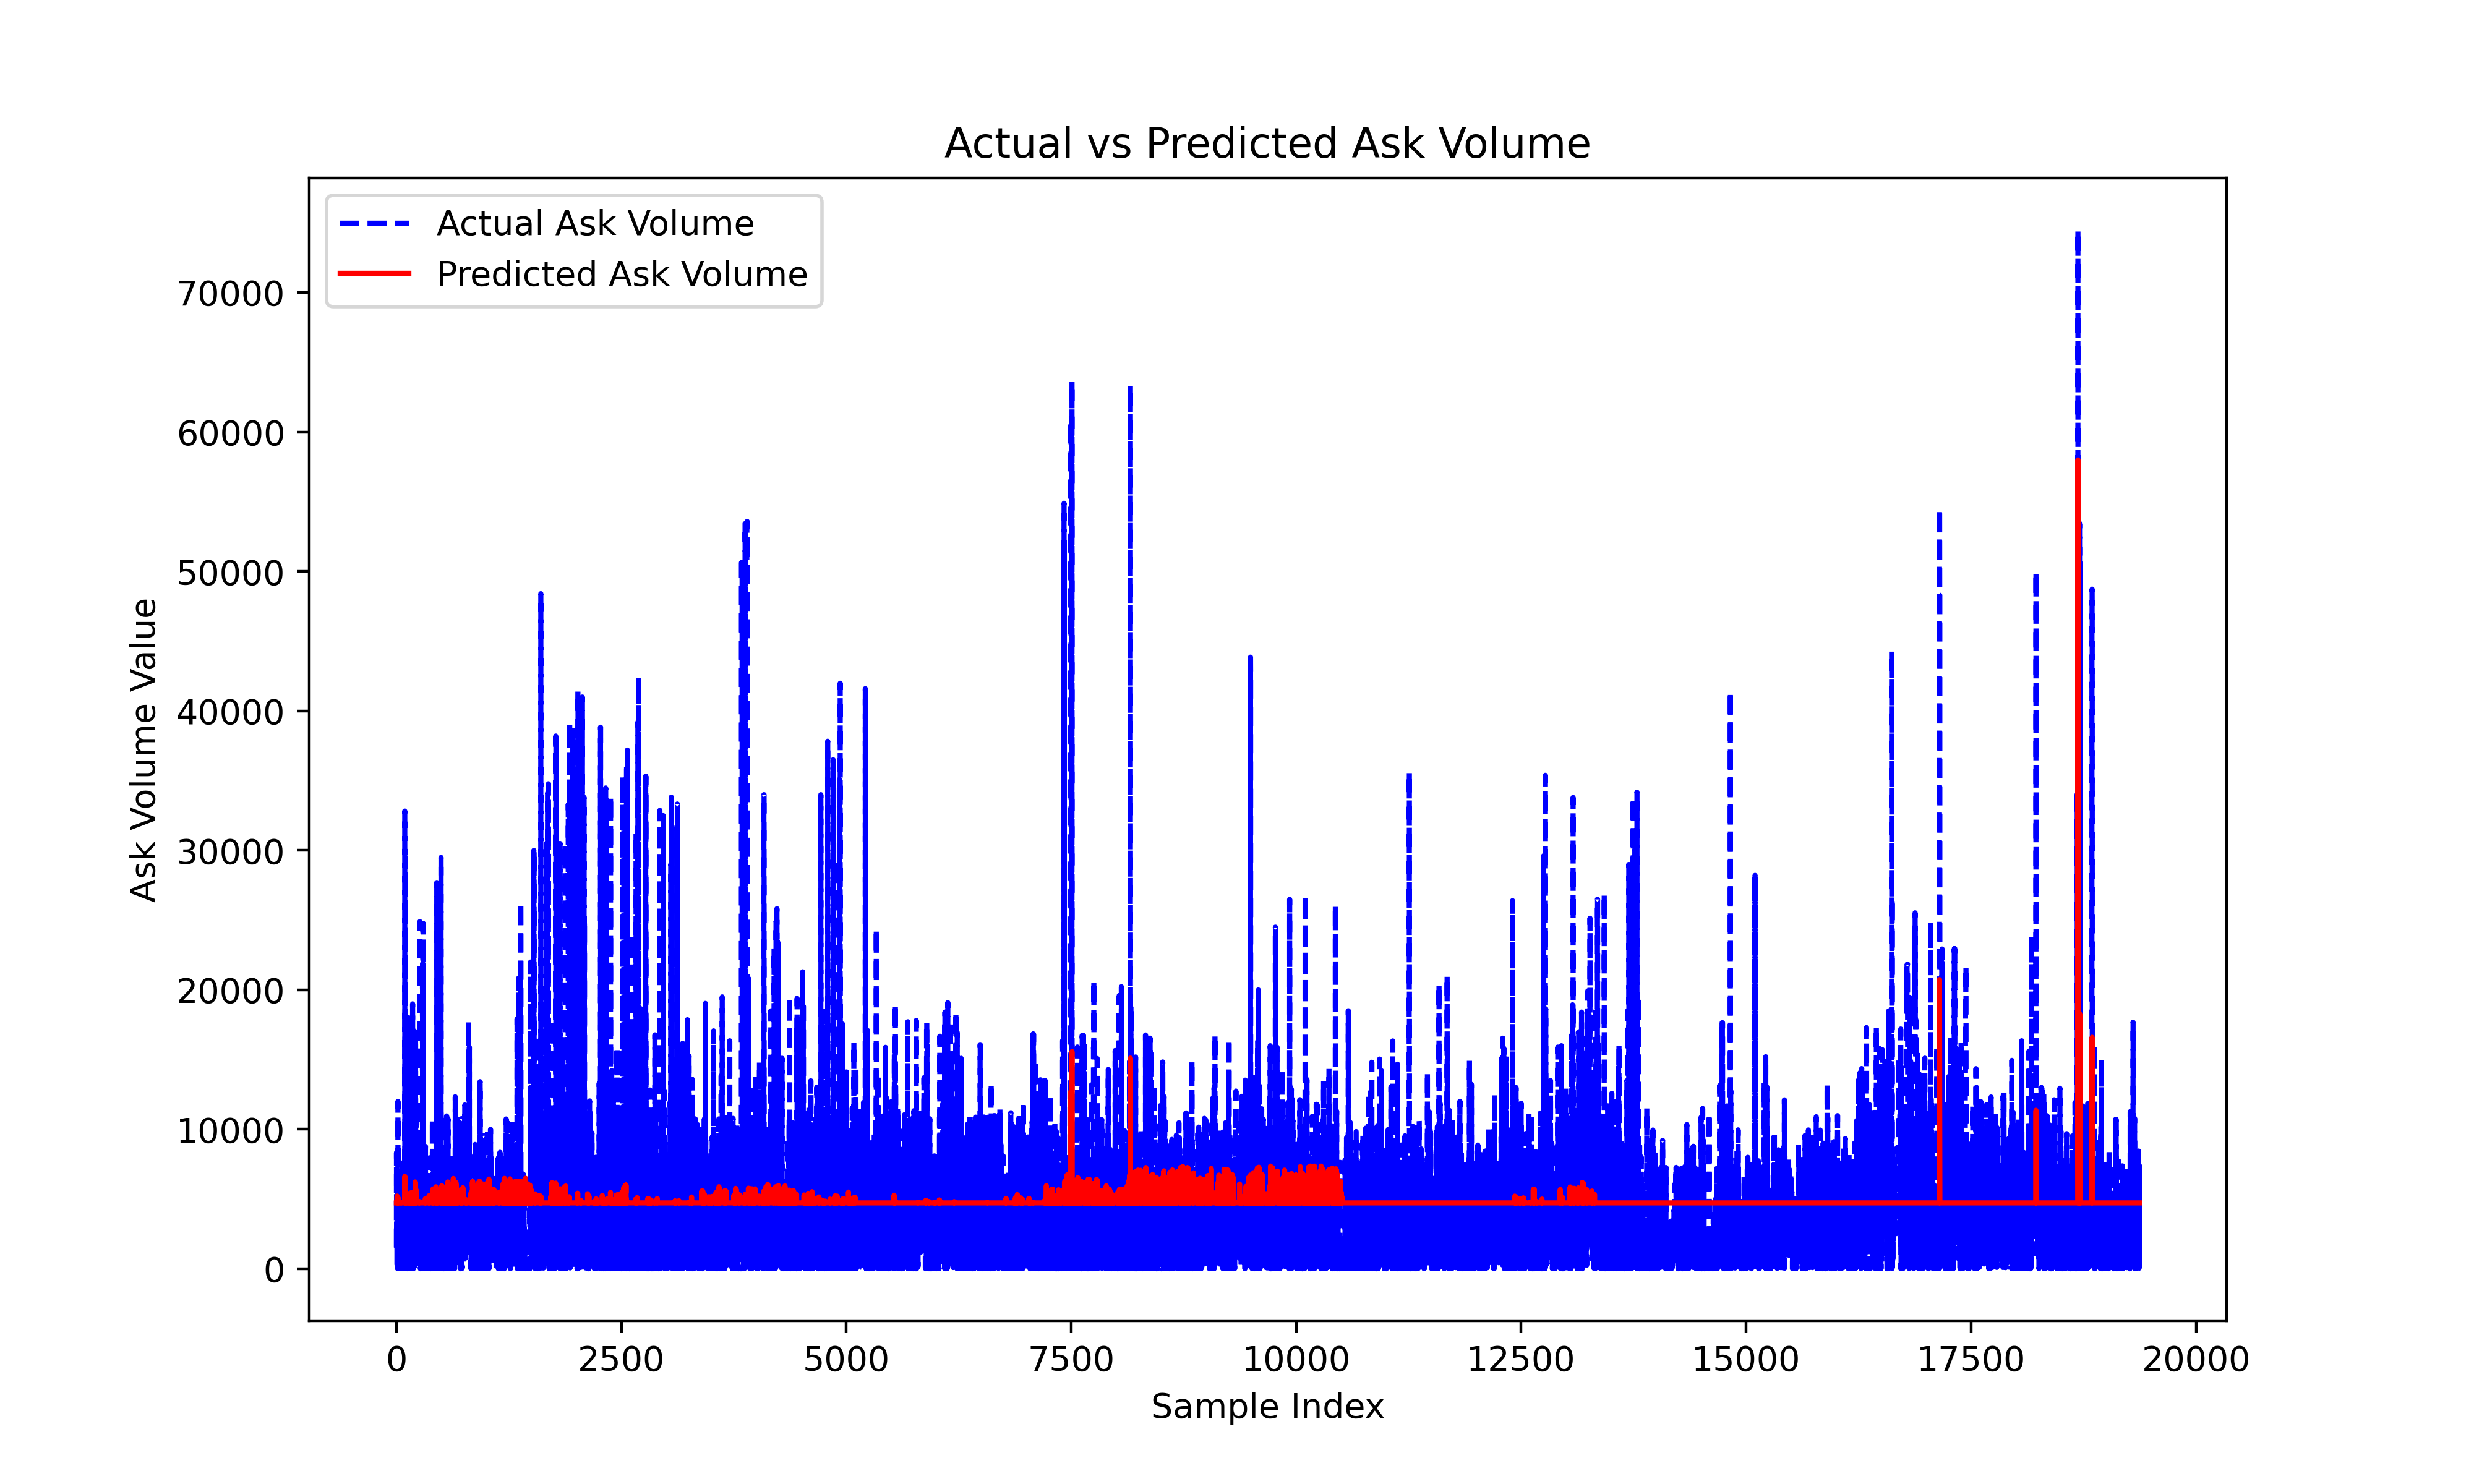 Actual vs Predicted Ask Volume
Actual Ask Volume
Predicted Ask Volume
70000
60000
50000
40000
30000
20000
10000
0
Ask Volume Value
0 2500 5000 7500 10000 12500 15000 17500 20000
Sample Index